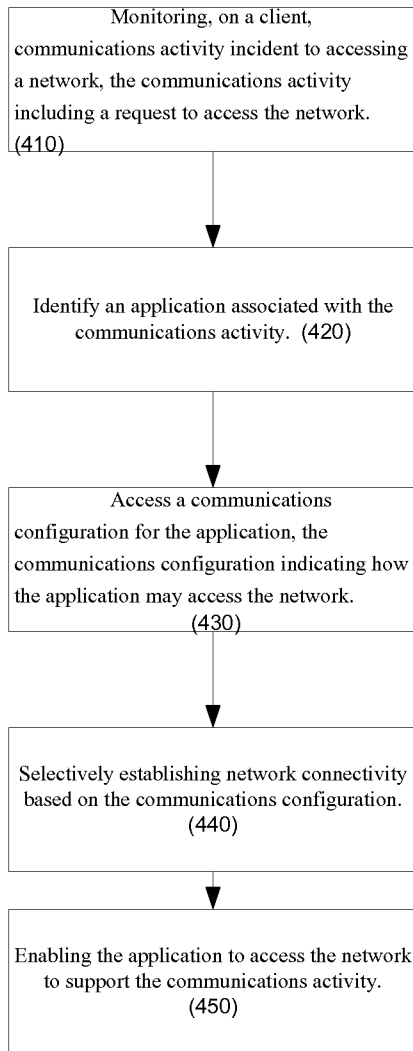 Monitoring, on a client,
communications activity incident to accessing
a network, the communications activity
including a request to access the network.
(410)
Identify an application associated with the
communications activity. (420)
Access a communications
configuration for the application, the
communications configuration indicating how
the application may access the network.
(430)
Selectively establishing network connectivity
based on the communications configuration.
(440)
Enabling the application to access the network
to support the communications activity.
(450)